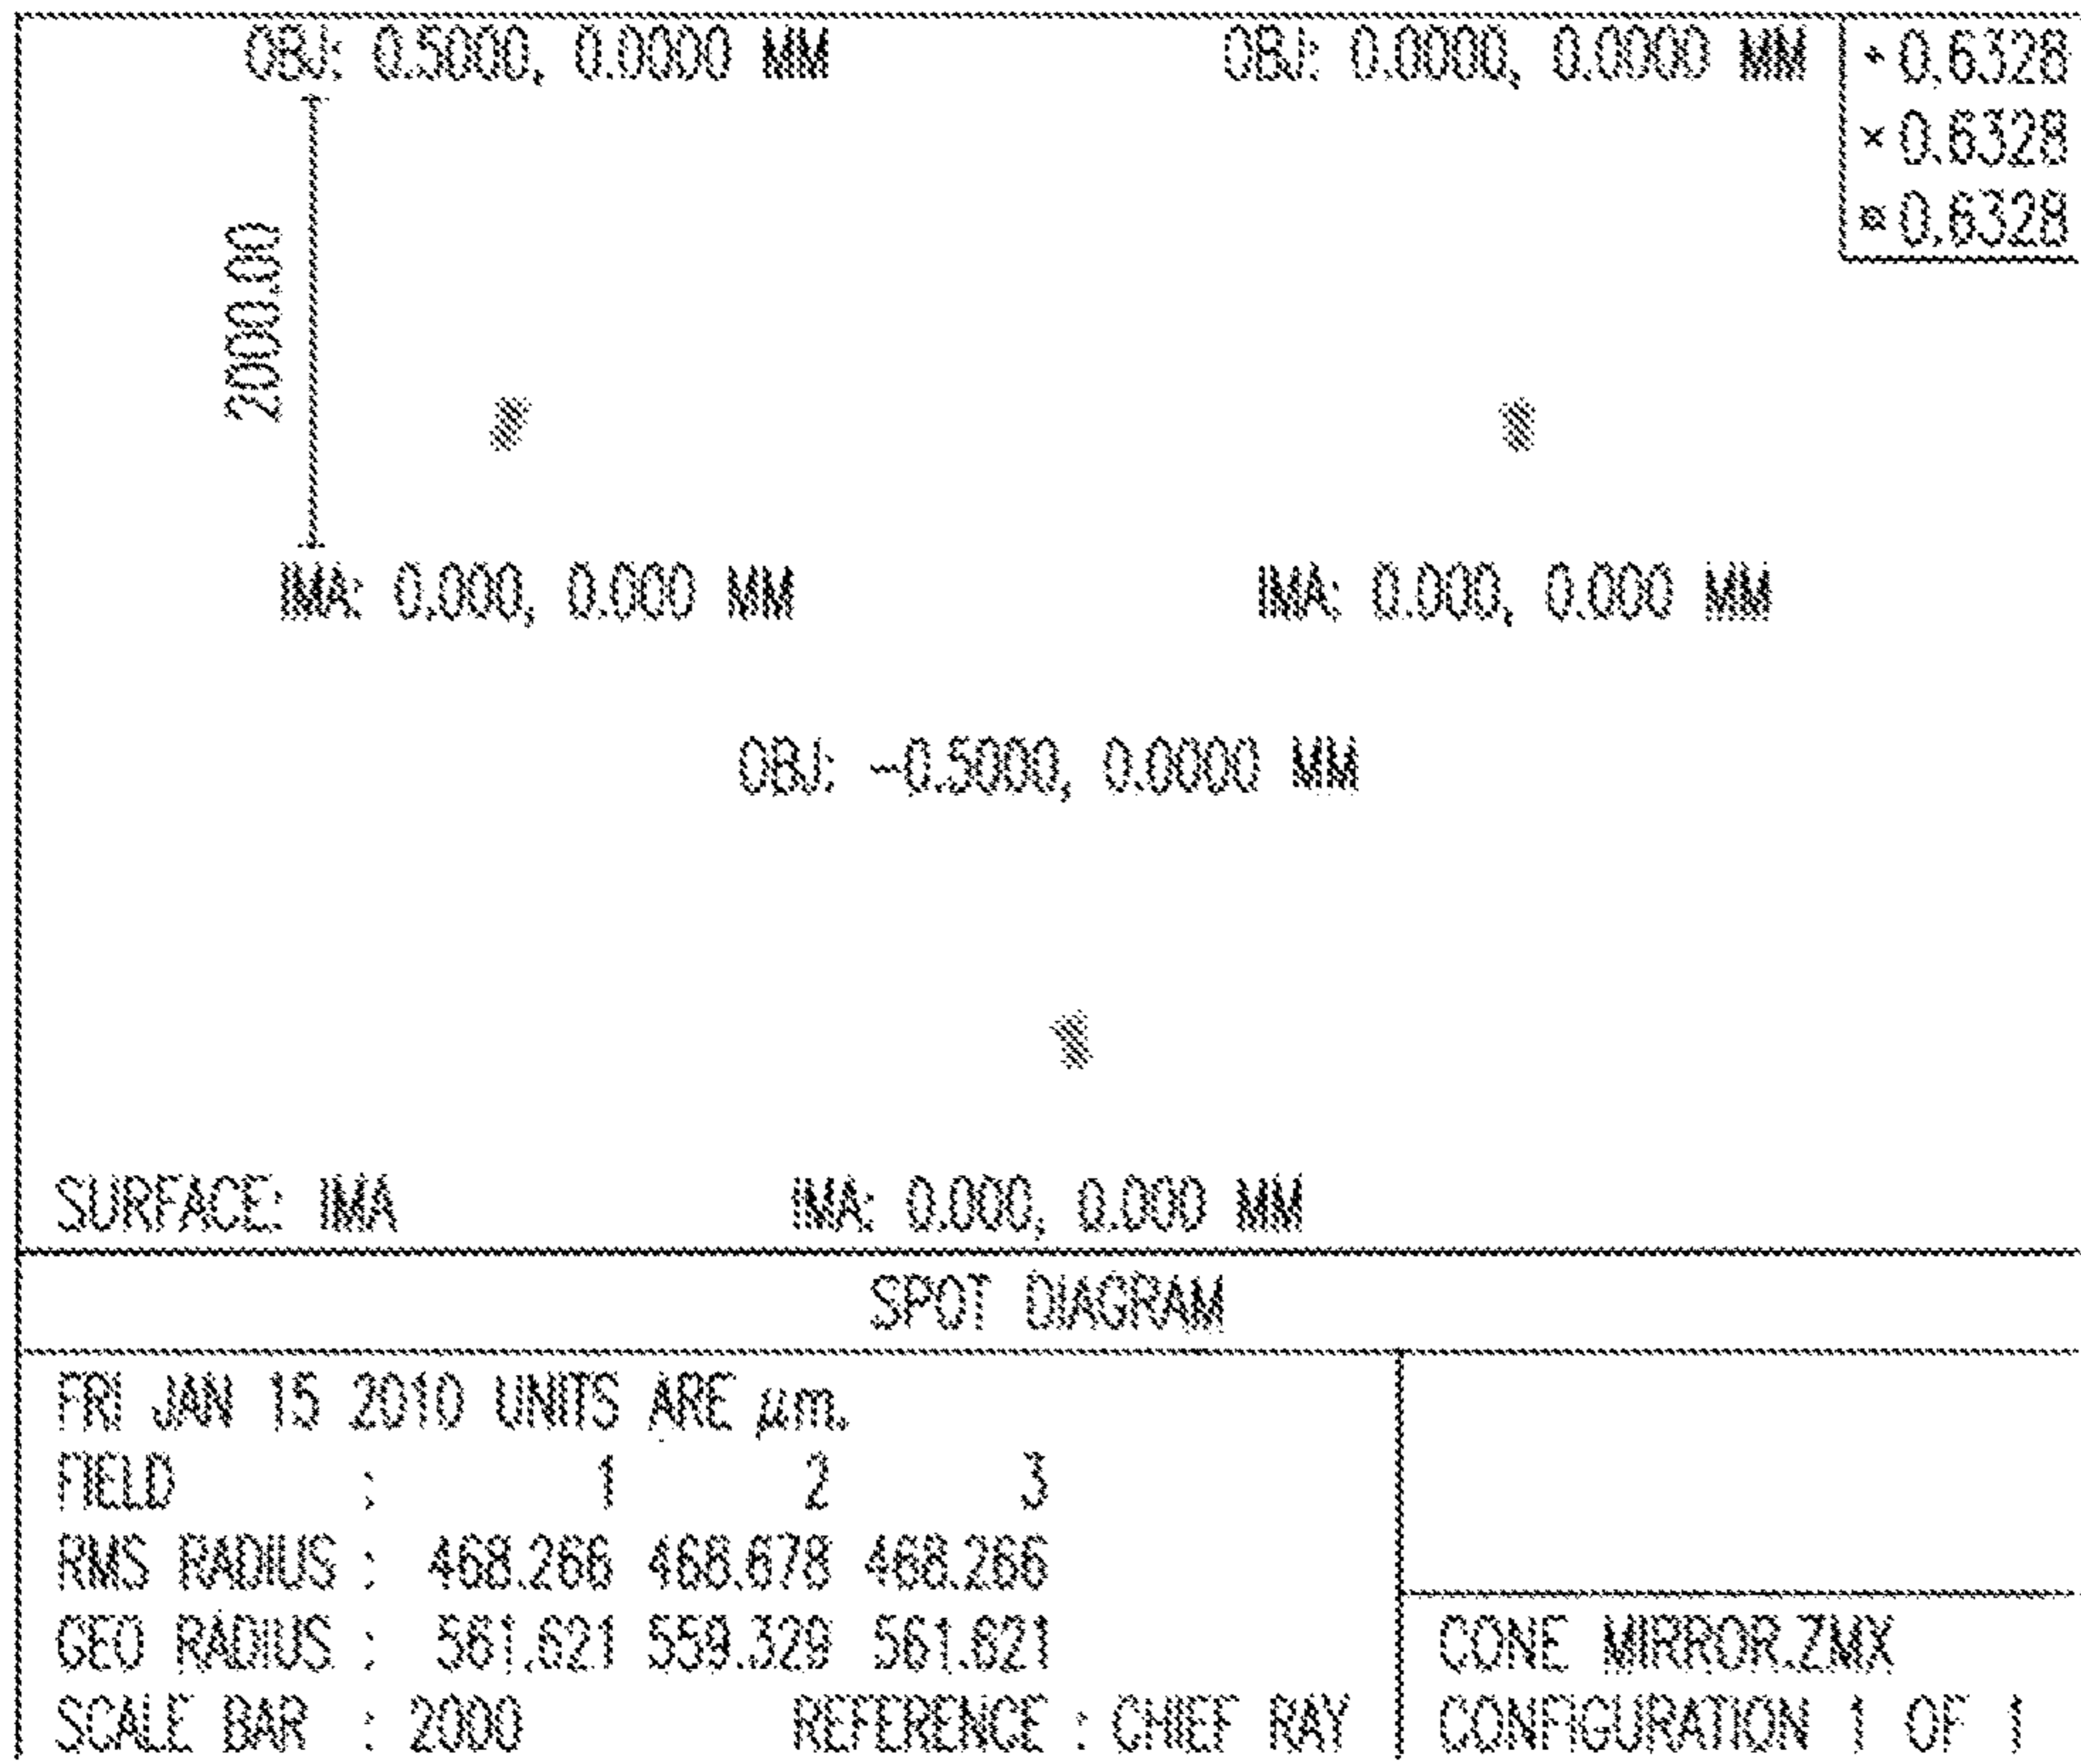 OBJ: 0.5000, 0.0000 MM
OBJ: 0.0000, 0.0000 MM
+ 0.6328
× 0.6328
¤ 0.6328
2000.00
IMA: 0.000, 0.000 MM
IMA: 0.000, 0.000 MM
OBJ: -0.5000, 0.0000 MM
IMA: 0.000, 0.000 MM
SURFACE: IMA
SPOT DIAGRAM
FRI JAN 15 2010 UNITS ARE µm.
FIELD : 1 2 3
RMS RADIUS : 468.266 468.678 468.266
GEO RADIUS : 561.621 559.329 561.621
SCALE BAR : 2000 REFERENCE : CHIEF RAY
CONE MIRROR.ZMX
CONFIGURATION 1 OF 1